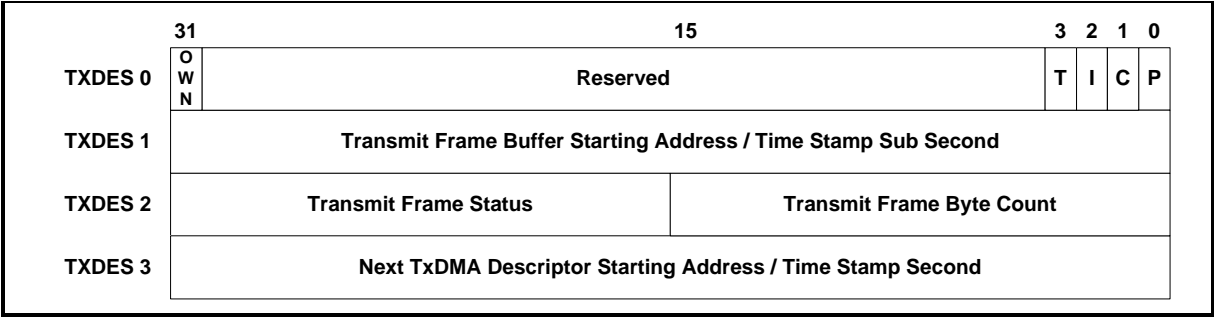 31 15 3 2 1 0
TXDES 0 O W N Reserved T I C P
TXDES 1 Transmit Frame Buffer Starting Address / Time Stamp Sub Second
TXDES 2 Transmit Frame Status Transmit Frame Byte Count
TXDES 3 Next TxDMA Descriptor Starting Address / Time Stamp Second